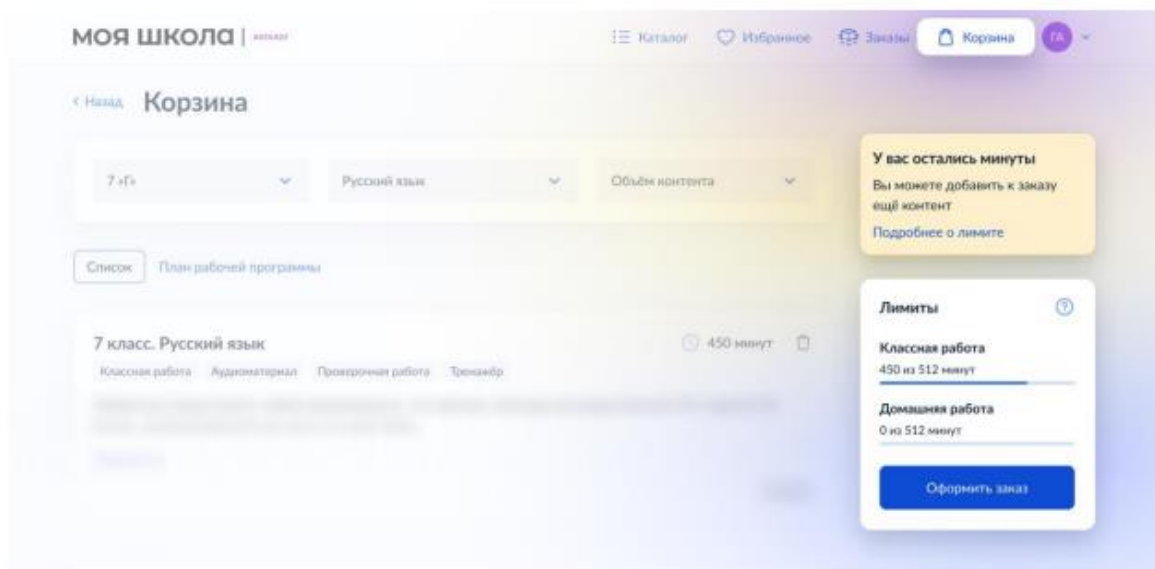 МОЯ ШКОЛА | КАТАЛОГ
Каталог
Избранное
Заказы
Корзина
ГА
< Назад
Корзина
7 «Г»
Русский язык
Объём контента
У вас остались минуты
Вы можете добавить к заказу
ещё контент
Подробнее о лимите
Список
План рабочей программы
Лимиты
?
7 класс. Русский язык
450 минут
Классная работа
Аудиоматериал
Проверочная работа
Тренажёр
Классная работа
450 из 512 минут
Домашняя работа
0 из 512 минут
Оформить заказ